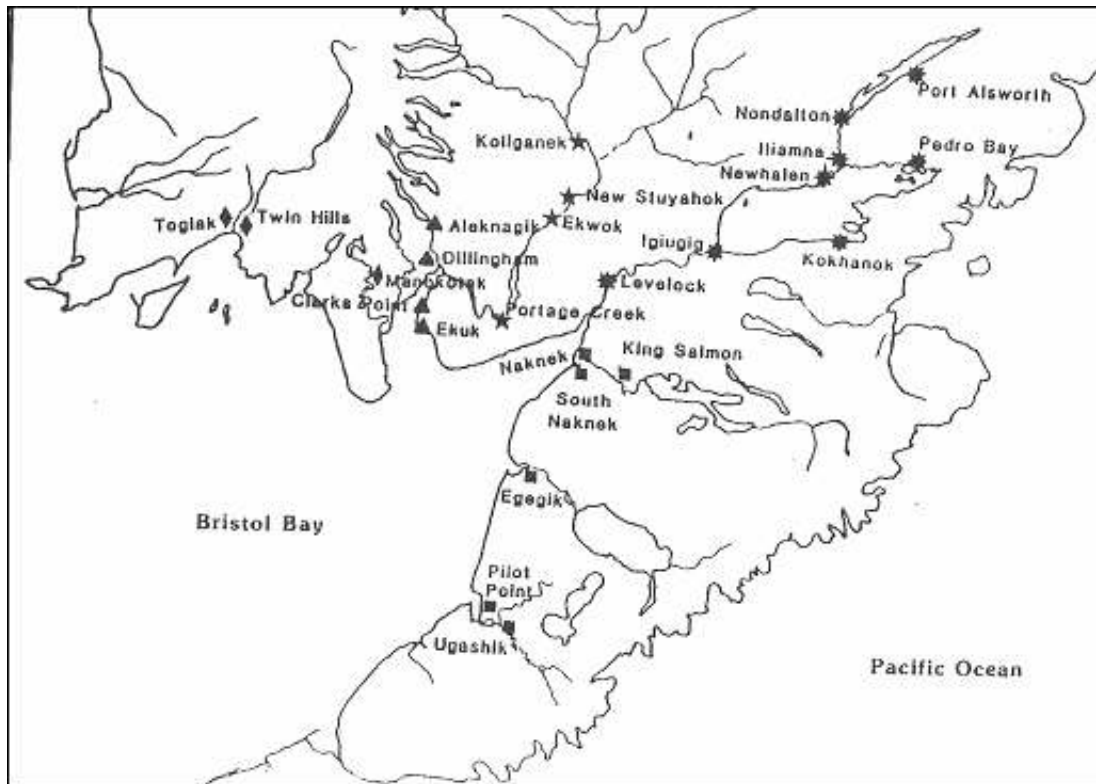 Port Alsworth
Nondalton
Koliganek
Iliamna
Pedro Bay
Newhalen
New Stuyahok
Togiak
Twin Hills
Aleknagik
Ekwok
Igiugig
Kokhanok
Dillingham
Manokotak
Levelock
Clarks Point
Portage Creek
Ekuk
Naknek
King Salmon
South
Naknek
Egegik
Bristol Bay
Pilot
Point
Ugashik
Pacific Ocean